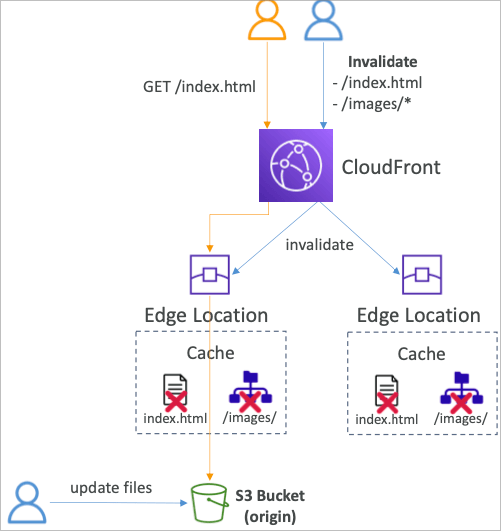 Invalidate
GET /index.html
- /index.html
- /images/*
CloudFront
invalidate
Edge Location
Edge Location
Cache
Cache
index.html
/images/
index.html
/images/
update files
S3 Bucket
(origin)